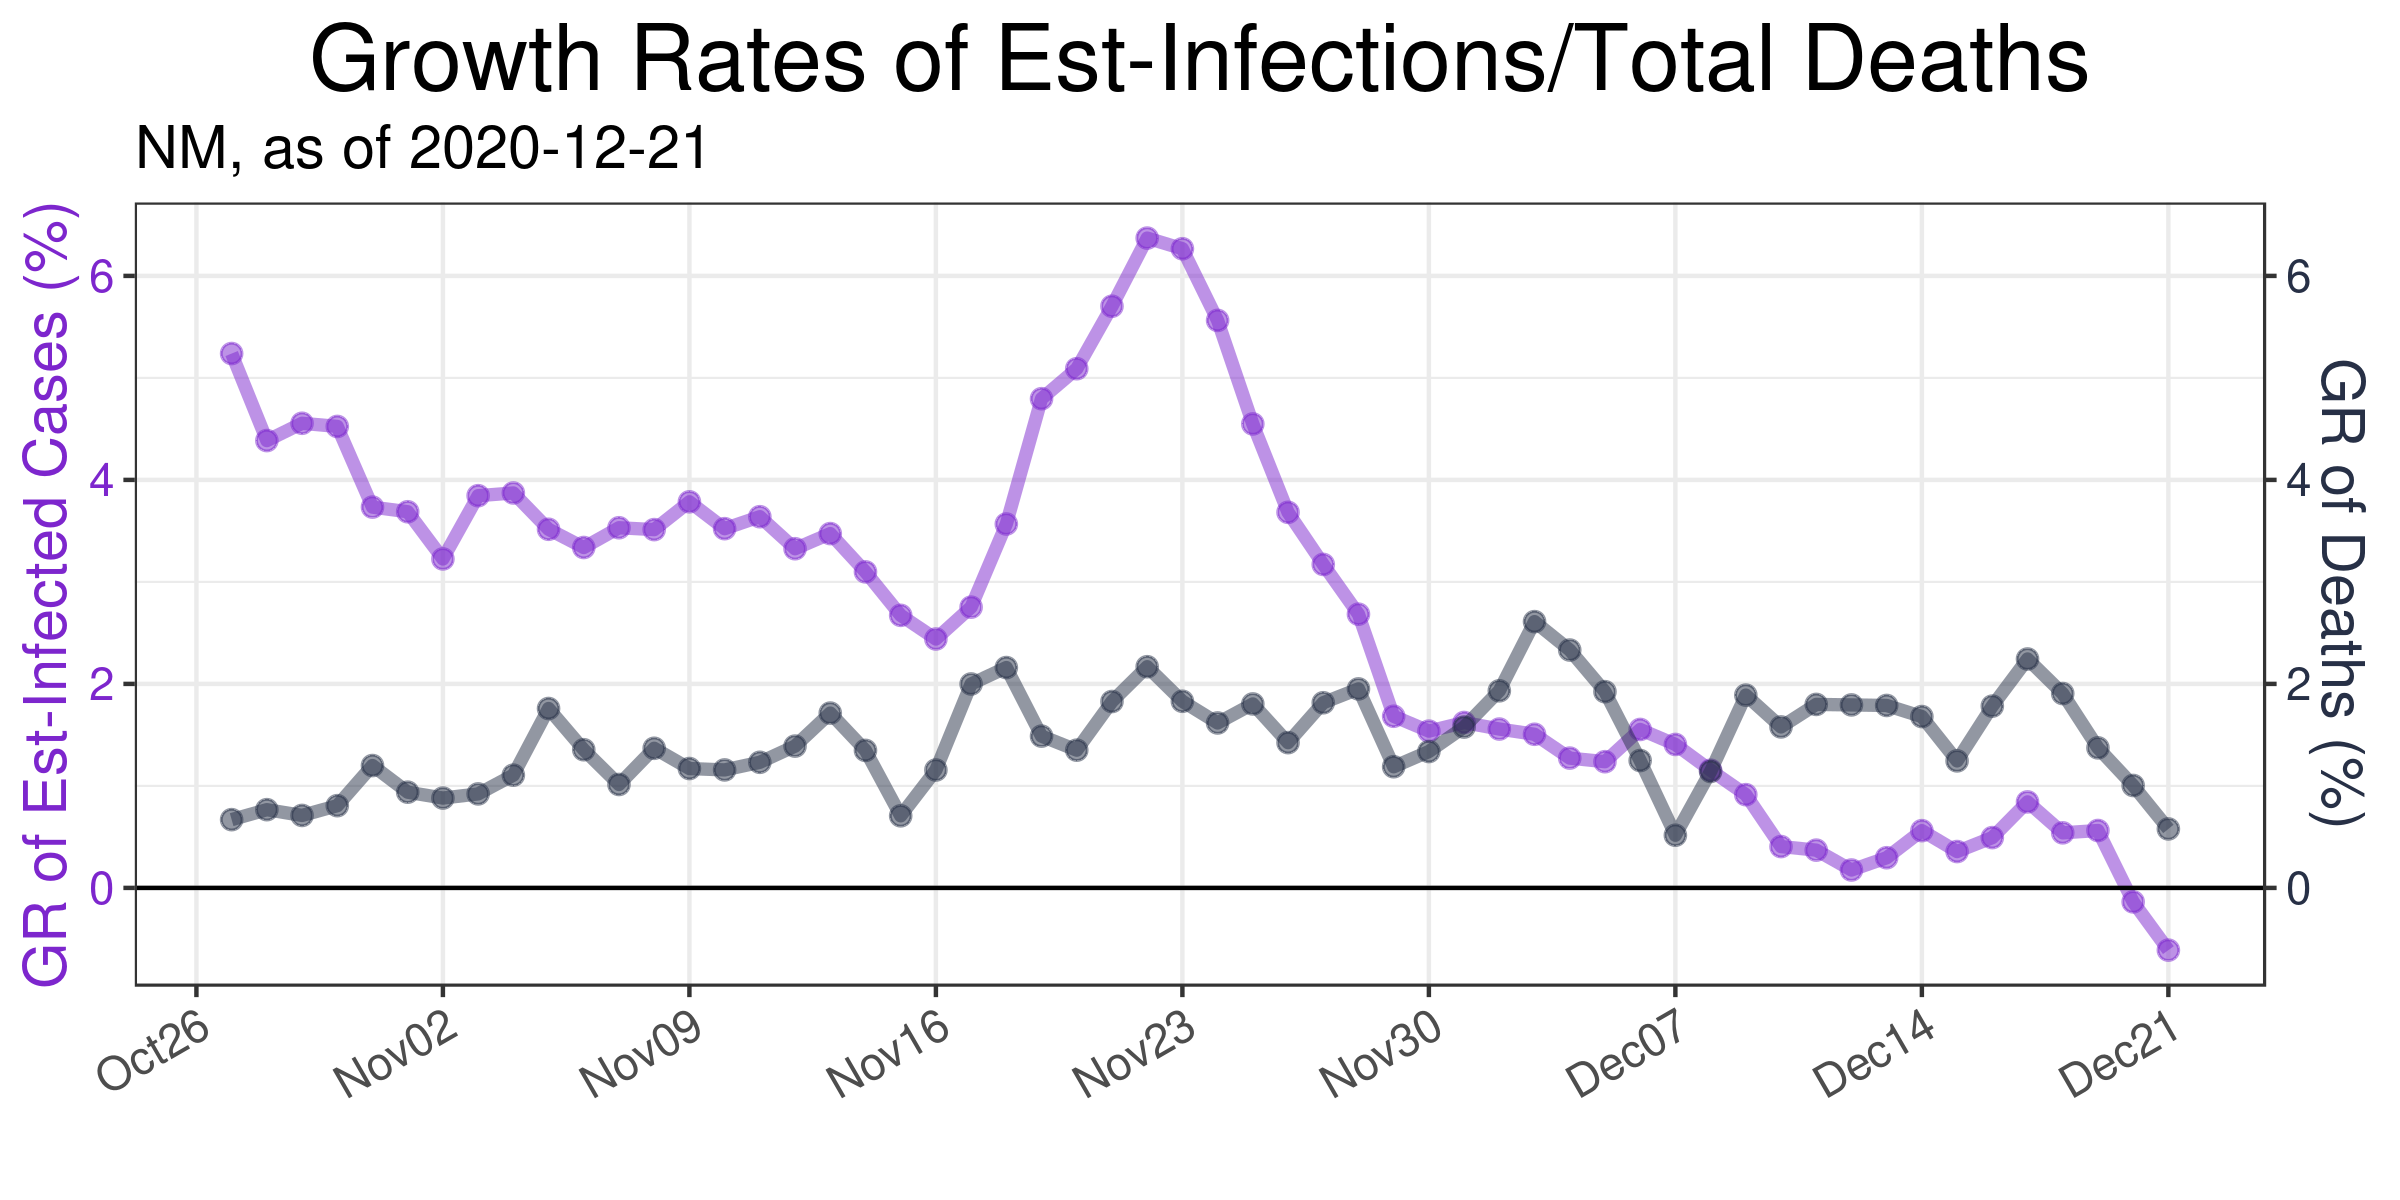 Growth Rates of Est-Infections/Total Deaths
NM, as of 2020-12-21
GR of Est-Infected Cases (%)
6
4
2
0
6
4
2
0
GR of Deaths (%)
Oct26
Nov02
Nov09
Nov16
Nov23
Nov30
Dec07
Dec14
Dec21